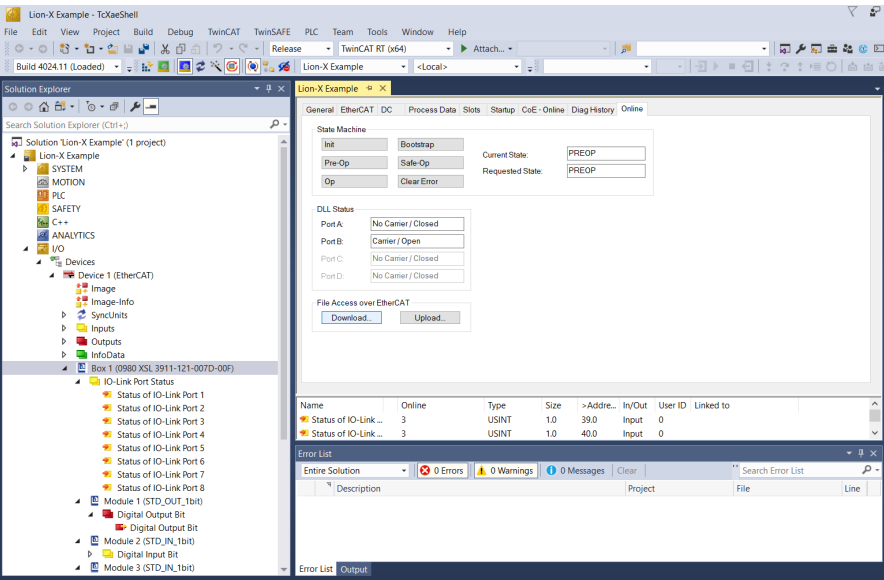 Lion-X Example - TcXaeShell
File Edit View Project Build Debug TwinCAT TwinSAFE PLC Team Tools Window Help
Release TwinCAT RT (x64) Attach...
Build 4024.11 (Loaded) Lion-X Example <Local>
Solution Explorer
Search Solution Explorer (Ctrl+;)
Solution 'Lion-X Example' (1 project)
Lion-X Example
SYSTEM
MOTION
PLC
SAFETY
C++
ANALYTICS
I/O
Devices
Device 1 (EtherCAT)
Image
Image-Info
SyncUnits
Inputs
Outputs
InfoData
Box 1 (0980 XSL 3911-121-007D-00F)
IO-Link Port Status
Status of IO-Link Port 1
Status of IO-Link Port 2
Status of IO-Link Port 3
Status of IO-Link Port 4
Status of IO-Link Port 5
Status of IO-Link Port 6
Status of IO-Link Port 7
Status of IO-Link Port 8
Module 1 (STD_OUT_1bit)
Digital Output Bit
Digital Output Bit
Module 2 (STD_IN_1bit)
Digital Input Bit
Module 3 (STD_IN_1bit)
Lion-X Example
General EtherCAT DC Process Data Slots Startup CoE - Online Diag History Online
State Machine
Init Bootstrap
Pre-Op Safe-Op
Op Clear Error
Current State: PREOP
Requested State: PREOP
DLL Status
Port A: No Carrier / Closed
Port B: Carrier / Open
Port C: No Carrier / Closed
Port D: No Carrier / Closed
File Access over EtherCAT
Download... Upload...
Name Online Type Size >Addre... In/Out User ID Linked to
Status of IO-Link ... 3 USINT 1.0 39.0 Input 0
Status of IO-Link ... 3 USINT 1.0 40.0 Input 0
Error List
Entire Solution 0 Errors 0 Warnings 0 Messages Clear Search Error List
Description Project File Line
Error List Output